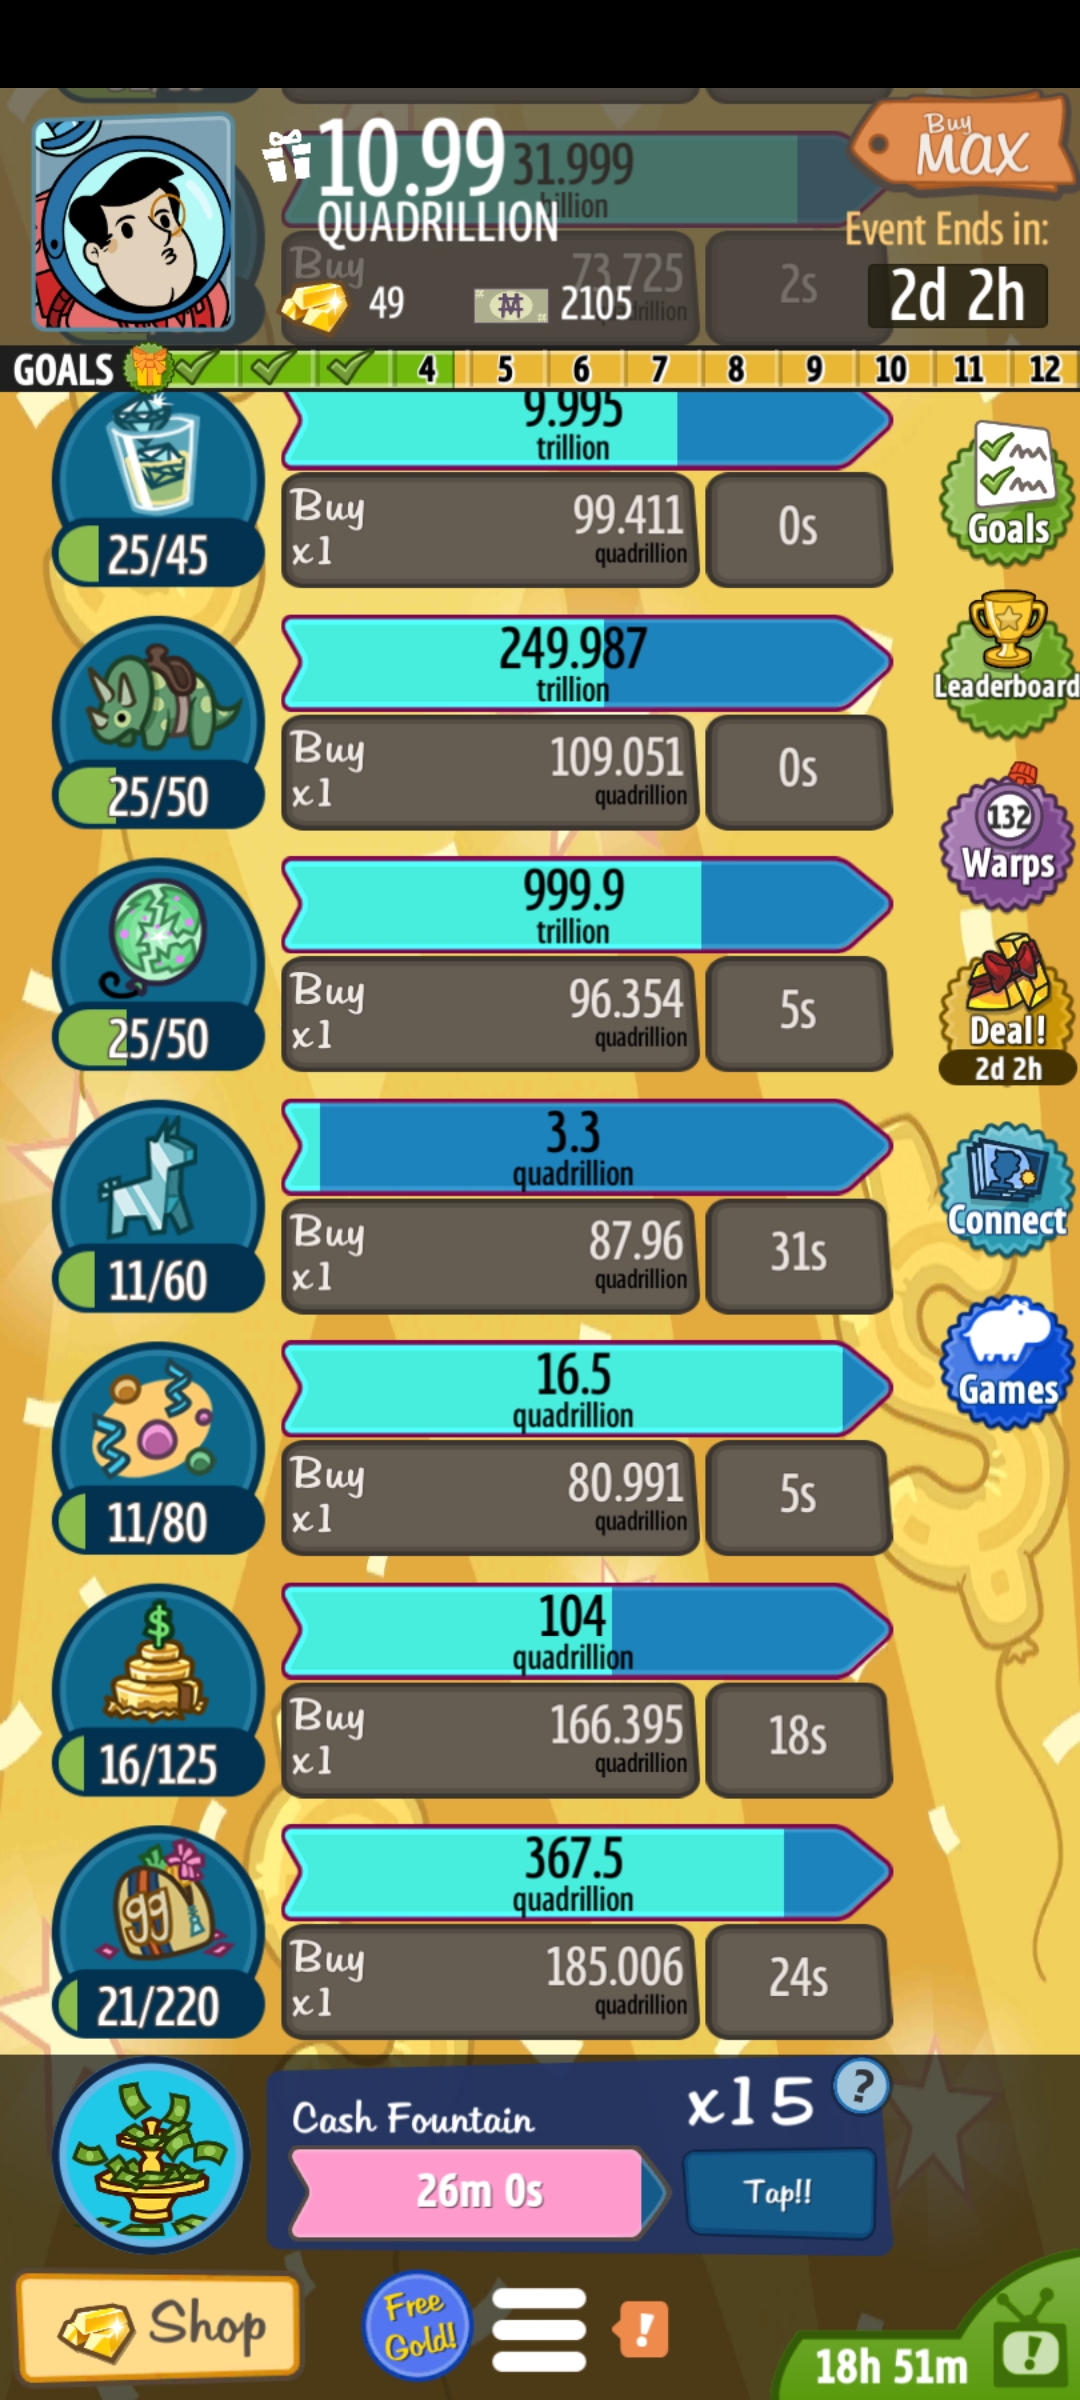 10.99
QUADRILLION
31.999
Buy
MAX
Event Ends in:
2d 2h
Buy
73.725
2s
49
2105
GOALS
4 5 6 7 8 9 10 11 12
9.995
trillion
25/45
Buy
x1
99.411
quadrillion
0s
Goals
249.987
trillion
25/50
Buy
x1
109.051
quadrillion
0s
Leaderboard
999.9
trillion
25/50
Buy
x1
96.354
quadrillion
5s
132
Warps
Deal!
2d 2h
3.3
quadrillion
11/60
Buy
x1
87.96
quadrillion
31s
Connect
16.5
quadrillion
11/80
Buy
x1
80.991
quadrillion
5s
Games
104
quadrillion
$
16/125
Buy
x1
166.395
quadrillion
18s
367.5
quadrillion
99
21/220
Buy
x1
185.006
quadrillion
24s
Cash Fountain
x15
?
26m 0s
Tap!!
Shop
Free
Gold!
!
18h 51m
!